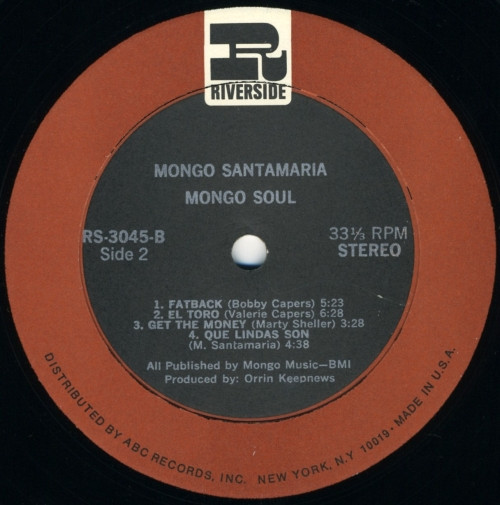 R
RIVERSIDE
MONGO SANTAMARIA
MONGO SOUL
RS-3045-B
Side 2
33⅓ RPM
STEREO
1. FATBACK (Bobby Capers) 5:23
2. EL TORO (Valerie Capers) 6:28
3. GET THE MONEY (Marty Sheller) 3:28
4. QUE LINDAS SON
(M. Santamaria) 4:38
All Published by Mongo Music—BMI
Produced by: Orrin Keepnews
DISTRIBUTED BY ABC RECORDS, INC. NEW YORK, N.Y 10019 - MADE IN U.S.A.